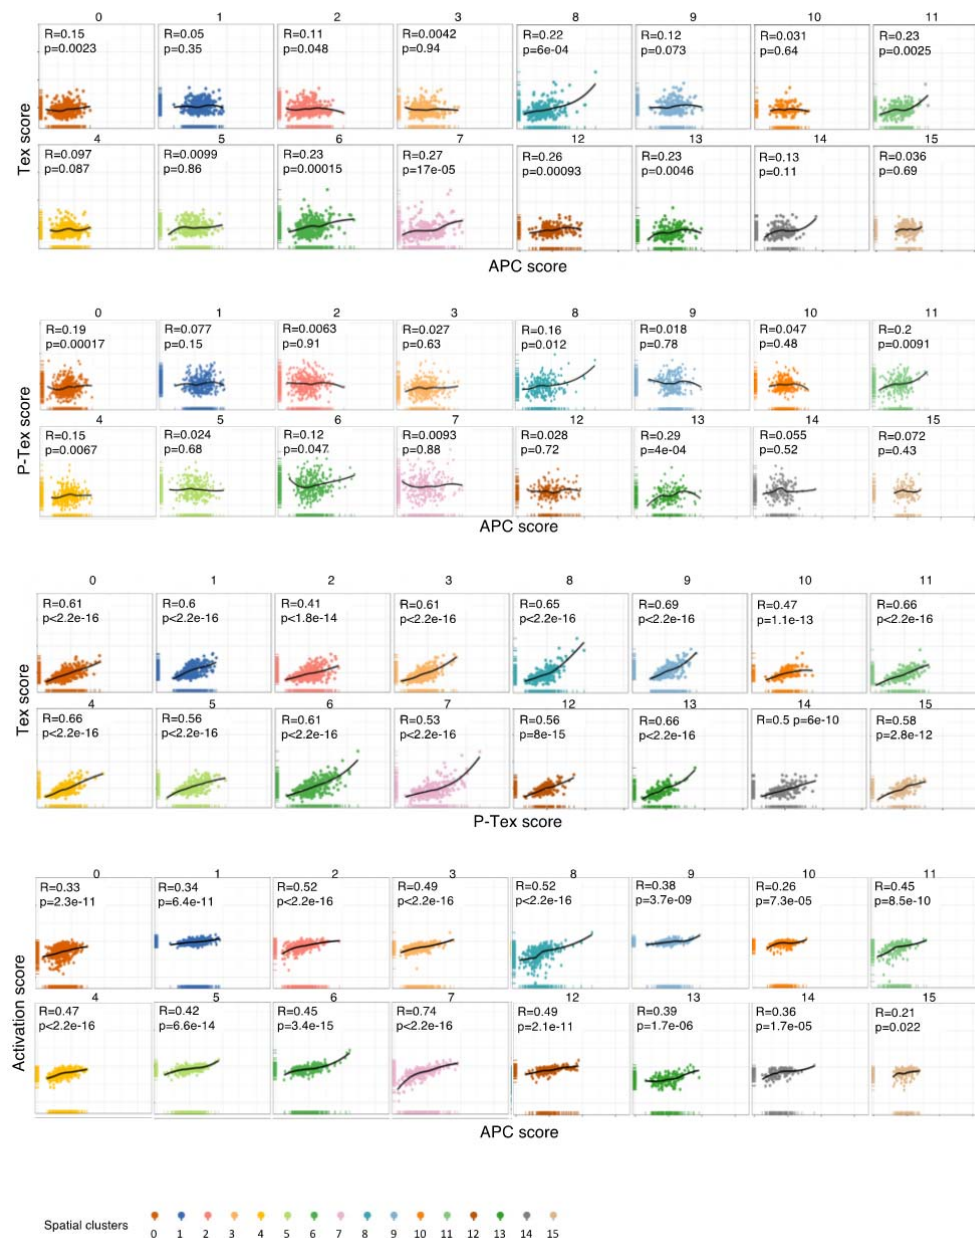 0 1 2 3 8 9 10 11
R=0.15 R=0.05 R=0.11 R=0.0042 R=0.22 R=0.12 R=0.031 R=0.23
p=0.0023 p=0.35 p=0.048 p=0.94 p=6e-04 p=0.073 p=0.64 p=0.0025
Tex score
4 5 6 7 12 13 14 15
R=0.097 R=0.0099 R=0.23 R=0.27 R=0.26 R=0.23 R=0.13 R=0.036
p=0.087 p=0.86 p=0.00015 p=17e-05 p=0.00093 p=0.0046 p=0.11 p=0.69
APC score
0 1 2 3 8 9 10 11
R=0.19 R=0.077 R=0.0063 R=0.027 R=0.16 R=0.018 R=0.047 R=0.2
p=0.00017 p=0.15 p=0.91 p=0.63 p=0.012 p=0.78 p=0.48 p=0.0091
P-Tex score
4 5 6 7 12 13 14 15
R=0.15 R=0.024 R=0.12 R=0.0093 R=0.028 R=0.29 R=0.055 R=0.072
p=0.0067 p=0.68 p=0.047 p=0.88 p=0.72 p=4e-04 p=0.52 p=0.43
APC score
0 1 2 3 8 9 10 11
R=0.61 R=0.6 R=0.41 R=0.61 R=0.65 R=0.69 R=0.47 R=0.66
p<2.2e-16 p<2.2e-16 p<1.8e-14 p<2.2e-16 p<2.2e-16 p<2.2e-16 p=1.1e-13 p<2.2e-16
Tex score
4 5 6 7 12 13 14 15
R=0.66 R=0.56 R=0.61 R=0.53 R=0.56 R=0.66 R=0.5 p=6e-10 R=0.58
p<2.2e-16 p<2.2e-16 p<2.2e-16 p<2.2e-16 p=8e-15 p<2.2e-16 p=2.8e-12
P-Tex score
0 1 2 3 8 9 10 11
R=0.33 R=0.34 R=0.52 R=0.49 R=0.52 R=0.38 R=0.26 R=0.45
p=2.3e-11 p=6.4e-11 p<2.2e-16 p<2.2e-16 p<2.2e-16 p=3.7e-09 p=7.3e-05 p=8.5e-10
Activation score
4 5 6 7 12 13 14 15
R=0.47 R=0.42 R=0.45 R=0.74 R=0.49 R=0.39 R=0.36 R=0.21
p<2.2e-16 p=6.6e-14 p=3.4e-15 p<2.2e-16 p=2.1e-11 p=1.7e-06 p=1.7e-05 p=0.022
APC score
Spatial clusters
0 1 2 3 4 5 6 7 8 9 10 11 12 13 14 15